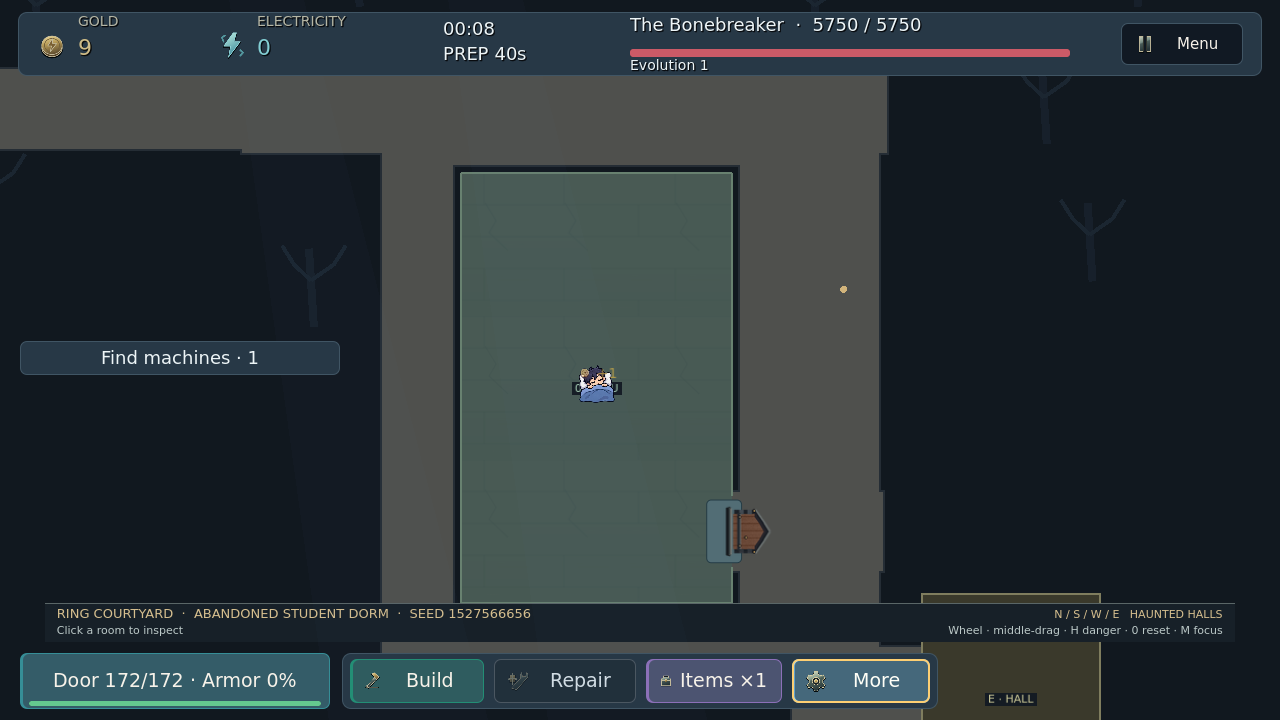 GOLD
9
ELECTRICITY
0
00:08
PREP 40s
The Bonebreaker · 5750 / 5750
Evolution 1
Menu
Find machines · 1
RING COURTYARD · ABANDONED STUDENT DORM · SEED 1527566656
Click a room to inspect
N / S / W / E HAUNTED HALLS
Wheel · middle-drag · H danger · 0 reset · M focus
Door 172/172 · Armor 0%
Build
Repair
Items ×1
More
E · HALL